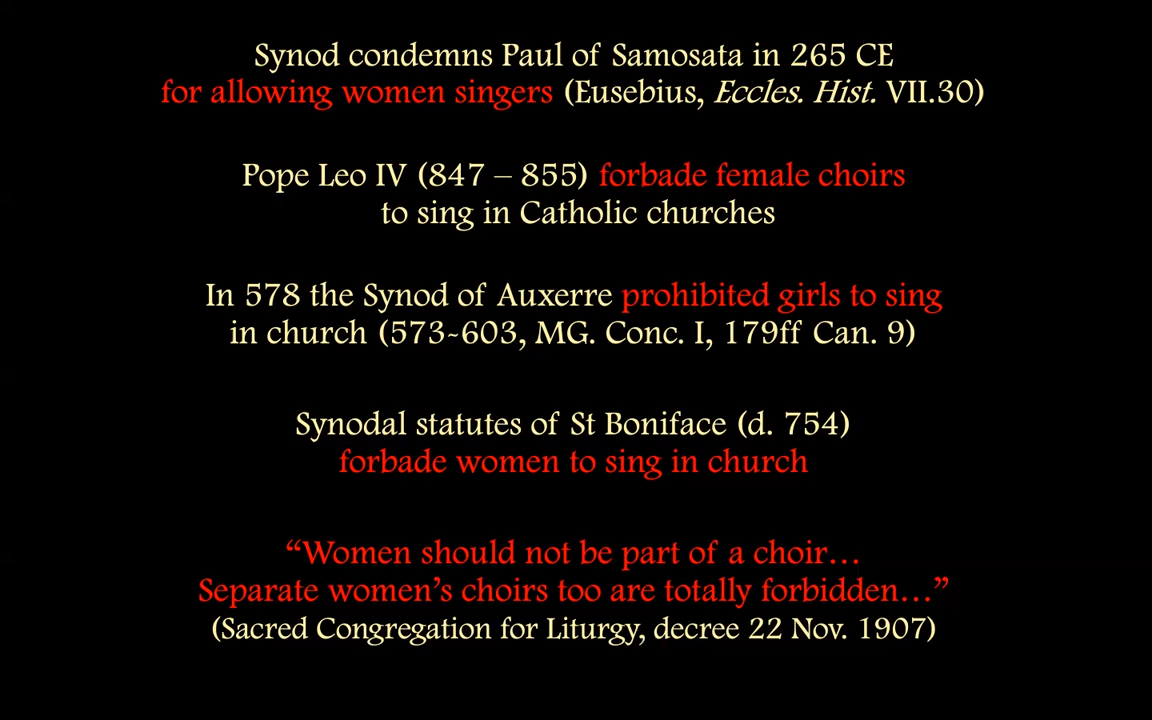 Synod condemns Paul of Samosata in 265 CE
for allowing women singers (Eusebius, Eccles. Hist. VII.30)
Pope Leo IV (847 – 855) forbade female choirs
to sing in Catholic churches
In 578 the Synod of Auxerre prohibited girls to sing
in church (573-603, MG. Conc. I, 179ff Can. 9)
Synodal statutes of St Boniface (d. 754)
forbade women to sing in church
“Women should not be part of a choir…
Separate women’s choirs too are totally forbidden…”
(Sacred Congregation for Liturgy, decree 22 Nov. 1907)